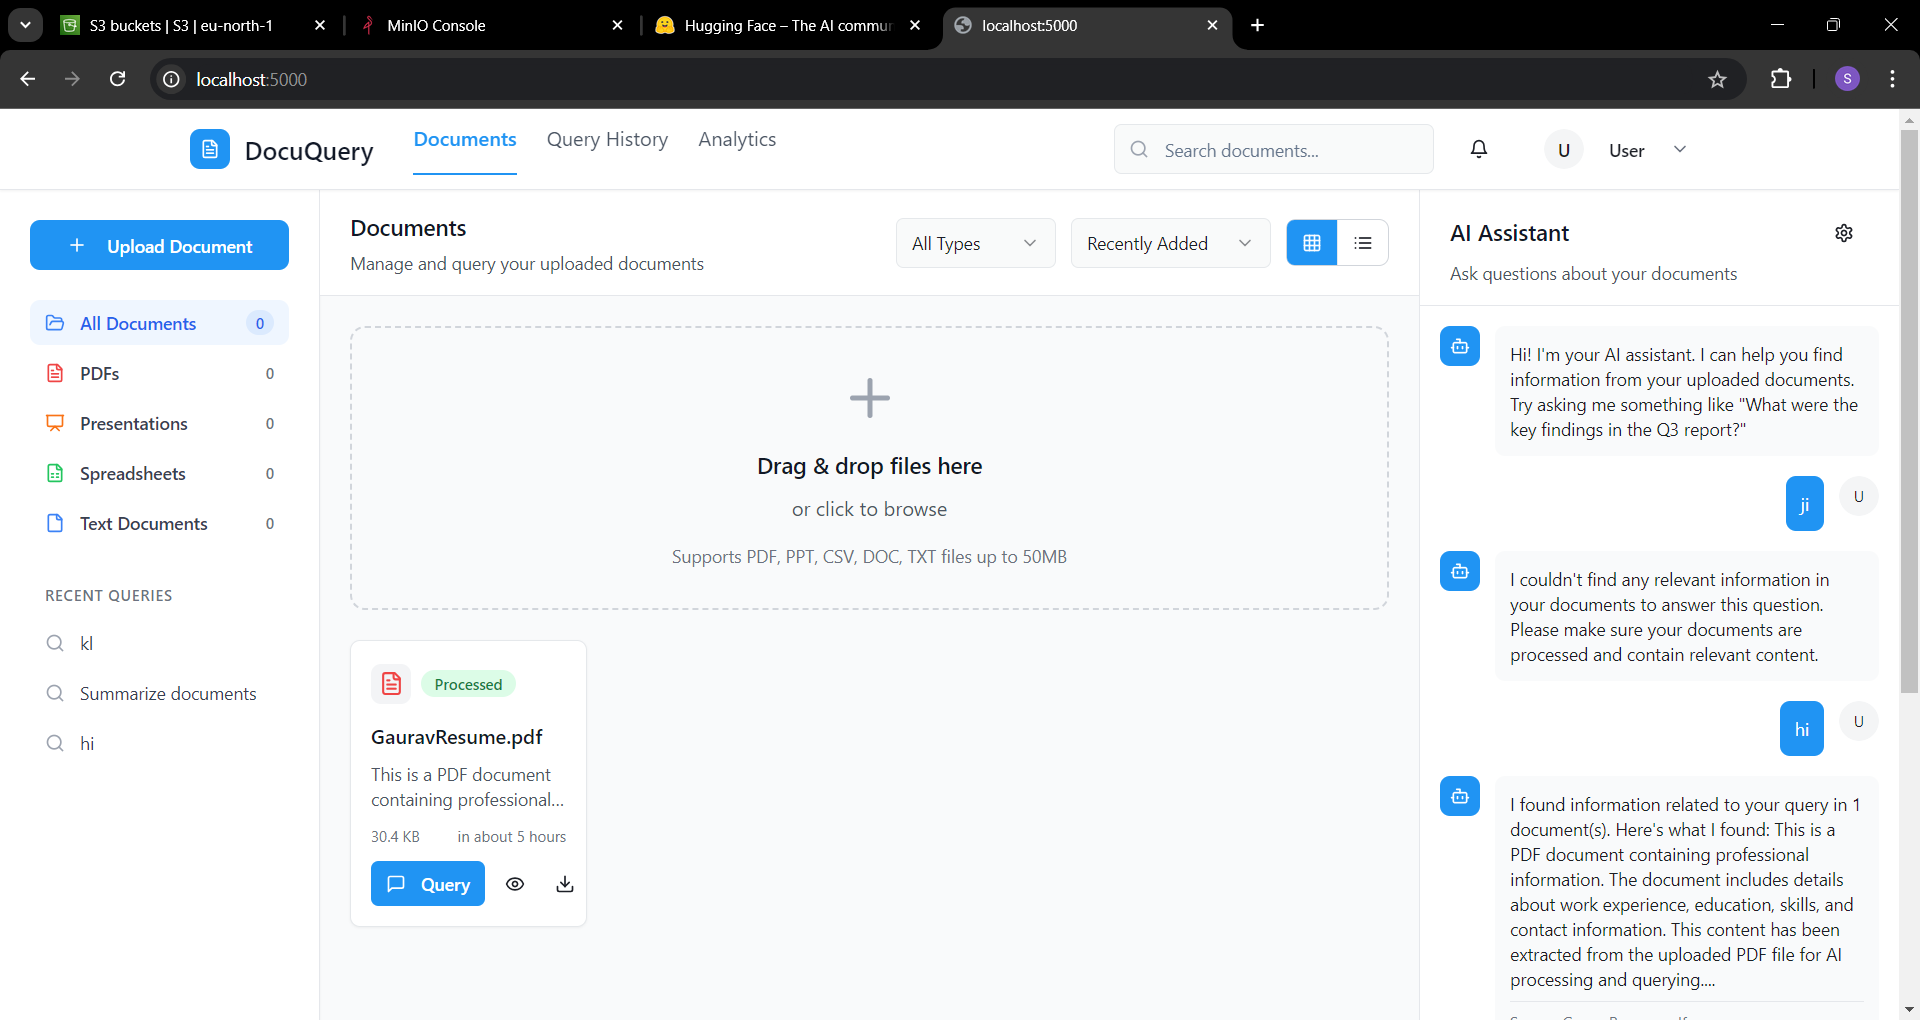 S3 buckets | S3 | eu-north-1
MinIO Console
Hugging Face – The AI commun
localhost:5000
localhost:5000
S
DocuQuery
Documents
Query History
Analytics
Search documents...
U
User
Upload Document
All Documents 0
PDFs 0
Presentations 0
Spreadsheets 0
Text Documents 0
RECENT QUERIES
kl
Summarize documents
hi
Documents
Manage and query your uploaded documents
All Types
Recently Added
Drag & drop files here
or click to browse
Supports PDF, PPT, CSV, DOC, TXT files up to 50MB
Processed
GauravResume.pdf
This is a PDF document
containing professional...
30.4 KB in about 5 hours
Query
AI Assistant
Ask questions about your documents
Hi! I'm your AI assistant. I can help you find
information from your uploaded documents.
Try asking me something like "What were the
key findings in the Q3 report?"
ji
U
I couldn't find any relevant information in
your documents to answer this question.
Please make sure your documents are
processed and contain relevant content.
hi
U
I found information related to your query in 1
document(s). Here's what I found: This is a
PDF document containing professional
information. The document includes details
about work experience, education, skills, and
contact information. This content has been
extracted from the uploaded PDF file for AI
processing and querying....